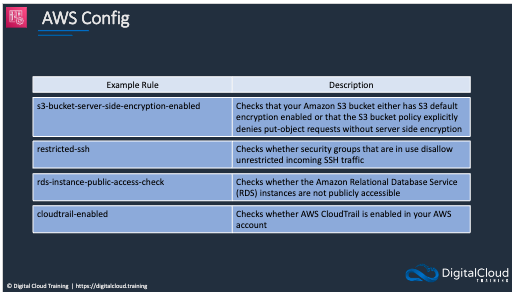 AWS Config
Example Rule
Description
s3-bucket-server-side-encryption-enabled
Checks that your Amazon S3 bucket either has S3 default
encryption enabled or that the S3 bucket policy explicitly
denies put-object requests without server side encryption
restricted-ssh
Checks whether security groups that are in use disallow
unrestricted incoming SSH traffic
rds-instance-public-access-check
Checks whether the Amazon Relational Database Service
(RDS) instances are not publicly accessible
cloudtrail-enabled
Checks whether AWS CloudTrail is enabled in your AWS
account
© Digital Cloud Training | https://digitalcloud.training
DigitalCloud
TRAINING